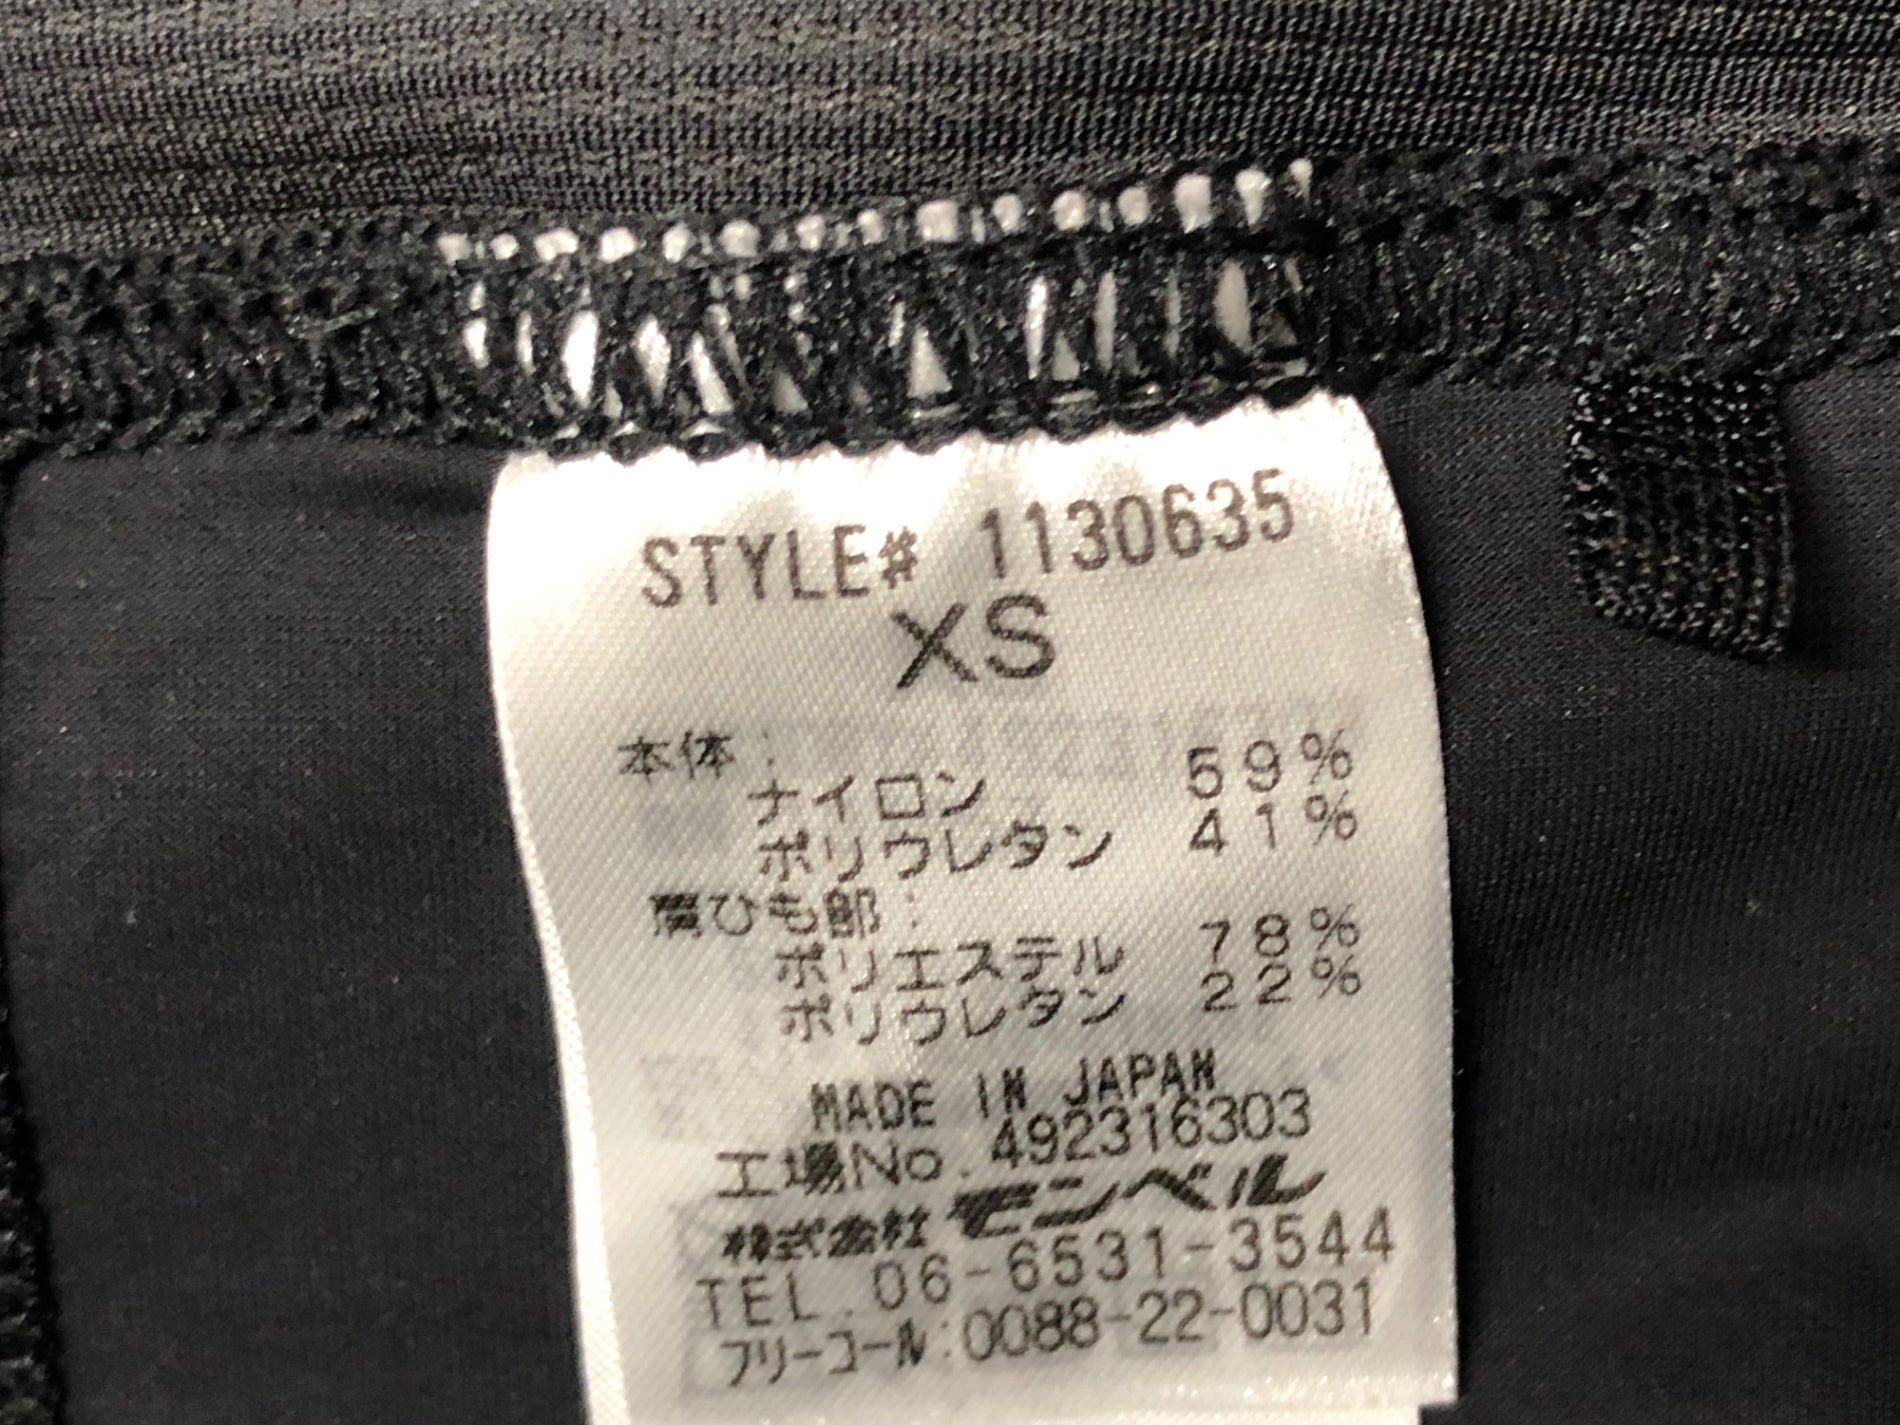 STYLE# 1130635
XS
本体:
ナイロン 59%
ポリウレタン 41%
肩ひも部:
ポリエステル 78%
ポリウレタン 22%
MADE IN JAPAN
工場No.492316303
株式会社モンベル
TEL.06-6531-3544
フリーコール:0088-22-0031